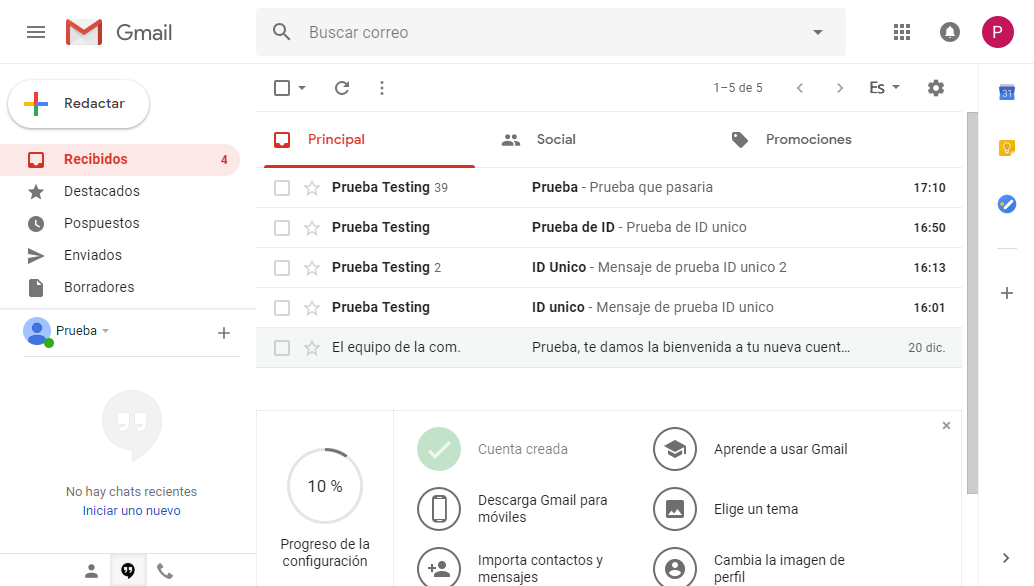 Gmail
Buscar correo
P
Redactar
1–5 de 5
Es
31
Recibidos 4
Destacados
Pospuestos
Enviados
Borradores
Prueba
No hay chats recientes
Iniciar uno nuevo
Principal Social Promociones
Prueba Testing 39 Prueba - Prueba que pasaria 17:10
Prueba Testing Prueba de ID - Prueba de ID unico 16:50
Prueba Testing 2 ID Unico - Mensaje de prueba ID unico 2 16:13
Prueba Testing ID unico - Mensaje de prueba ID unico 16:01
El equipo de la com. Prueba, te damos la bienvenida a tu nueva cuent… 20 dic.
10 %
Progreso de la
configuración
Cuenta creada
Aprende a usar Gmail
Descarga Gmail para
móviles
Elige un tema
Importa contactos y
mensajes
Cambia la imagen de
perfil